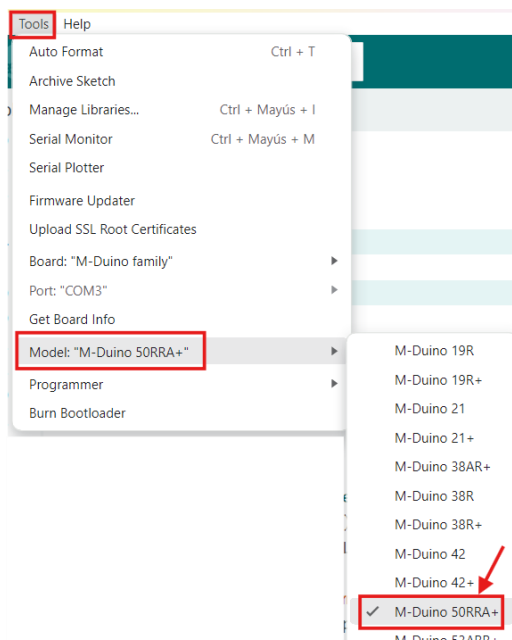 Tools Help
Auto Format Ctrl + T
Archive Sketch
Manage Libraries... Ctrl + Mayús + I
Serial Monitor Ctrl + Mayús + M
Serial Plotter
Firmware Updater
Upload SSL Root Certificates
Board: "M-Duino family"
Port: "COM3"
Get Board Info
Model: "M-Duino 50RRA+"
Programmer
Burn Bootloader
M-Duino 19R
M-Duino 19R+
M-Duino 21
M-Duino 21+
M-Duino 38AR+
M-Duino 38R
M-Duino 38R+
M-Duino 42
M-Duino 42+
M-Duino 50RRA+